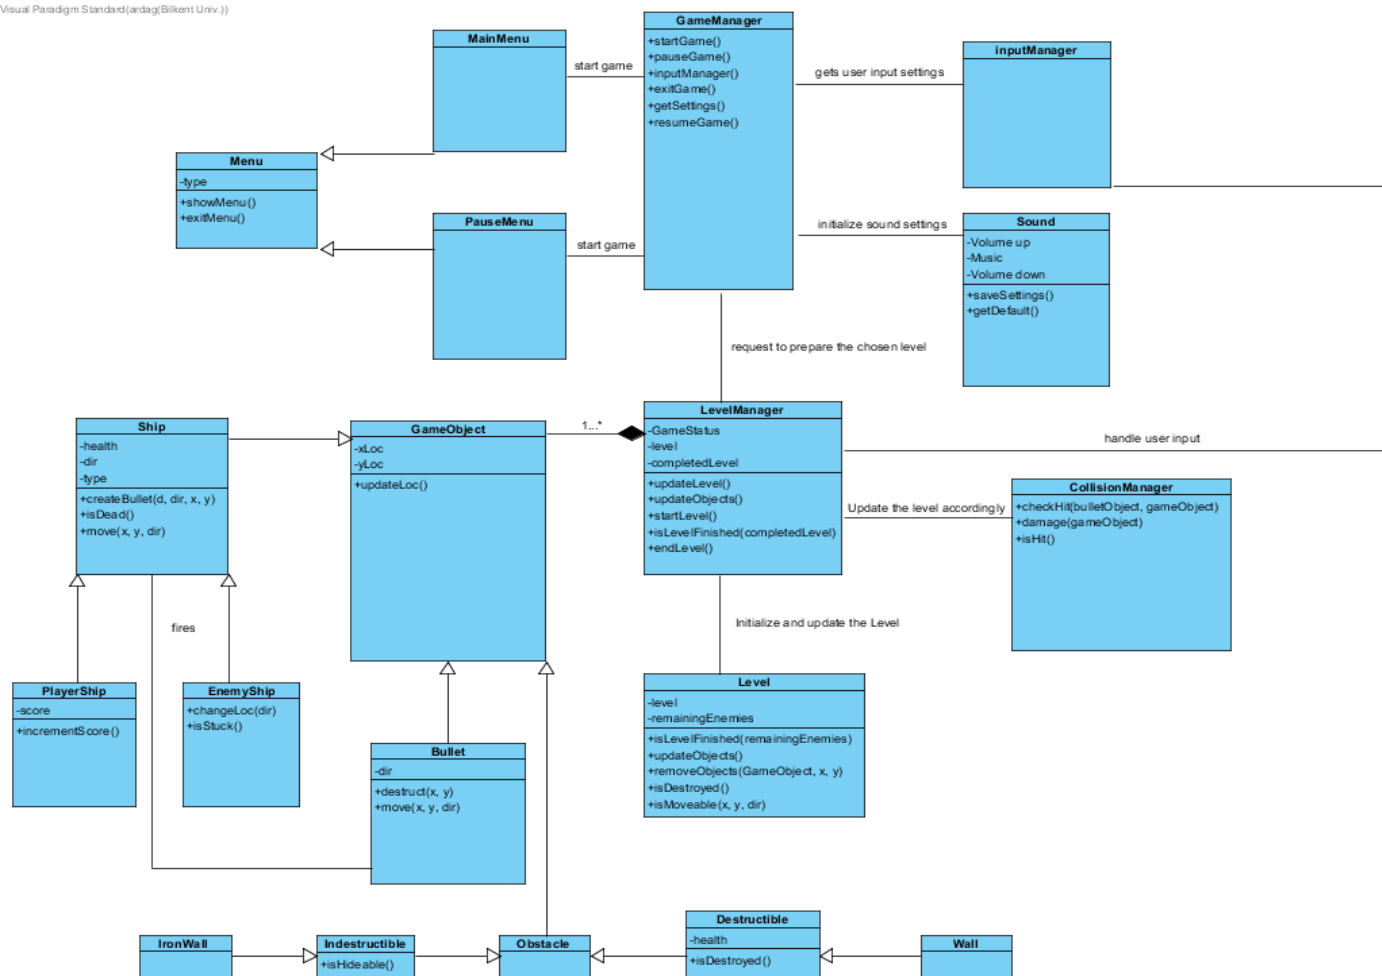 Visual Paradigm Standard(ardag(Bilkent Univ.))
GameManager
+startGame()
+pauseGame()
+inputManager()
+exitGame()
+getSettings()
+resumeGame()
MainMenu
start game
gets user input settings
inputManager
Menu
-type
+showMenu()
+exitMenu()
PauseMenu
start game
initialize sound settings
Sound
-Volume up
-Music
-Volume down
+saveSettings()
+getDefault()
request to prepare the chosen level
Ship
-health
-dir
-type
+createBullet(d, dir, x, y)
+isDead()
+move(x, y, dir)
GameObject
-xLoc
-yLoc
+updateLoc()
1...*
LevelManager
-GameStatus
-level
-completedLevel
+updateLevel()
+updateObjects()
+startLevel()
+isLevelFinished(completedLevel)
+endLevel()
handle user input
Update the level accordingly
CollisionManager
+checkHit(bulletObject, gameObject)
+damage(gameObject)
+isHit()
fires
Initialize and update the Level
PlayerShip
-score
+incrementScore()
EnemyShip
+changeLoc(dir)
+isStuck()
Bullet
-dir
+destruct(x, y)
+move(x, y, dir)
Level
-level
-remainingEnemies
+isLevelFinished(remainingEnemies)
+updateObjects()
+removeObjects(GameObject, x, y)
+isDestroyed()
+isMoveable(x, y, dir)
IronWall
Indestructible
+isHideable()
Obstacle
Destructible
-health
+isDestroyed()
Wall